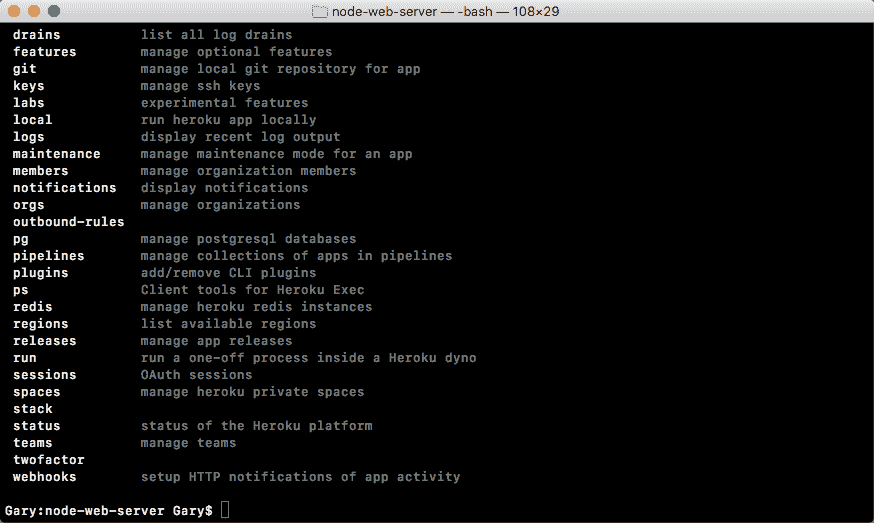 node-web-server — -bash — 108×29
drains list all log drains
features manage optional features
git manage local git repository for app
keys manage ssh keys
labs experimental features
local run heroku app locally
logs display recent log output
maintenance manage maintenance mode for an app
members manage organization members
notifications display notifications
orgs manage organizations
outbound-rules
pg manage postgresql databases
pipelines manage collections of apps in pipelines
plugins add/remove CLI plugins
ps Client tools for Heroku Exec
redis manage heroku redis instances
regions list available regions
releases manage app releases
run run a one-off process inside a Heroku dyno
sessions OAuth sessions
spaces manage heroku private spaces
stack
status status of the Heroku platform
teams manage teams
twofactor
webhooks setup HTTP notifications of app activity
Gary:node-web-server Gary$